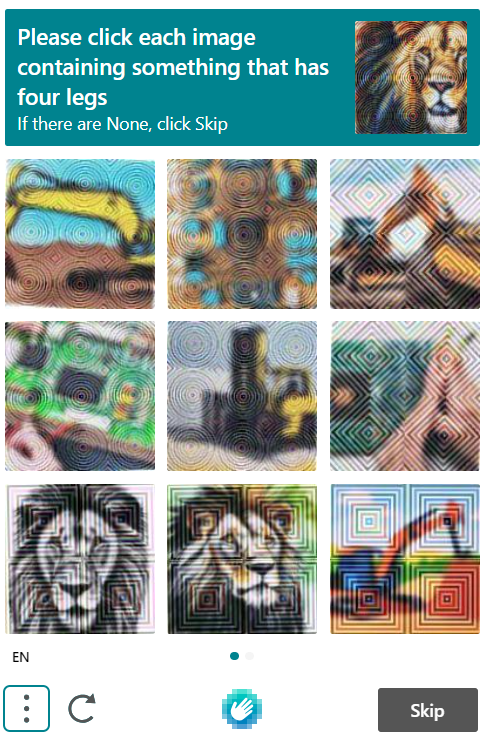 Please click each image
containing something that has
four legs
If there are None, click Skip
EN
Skip